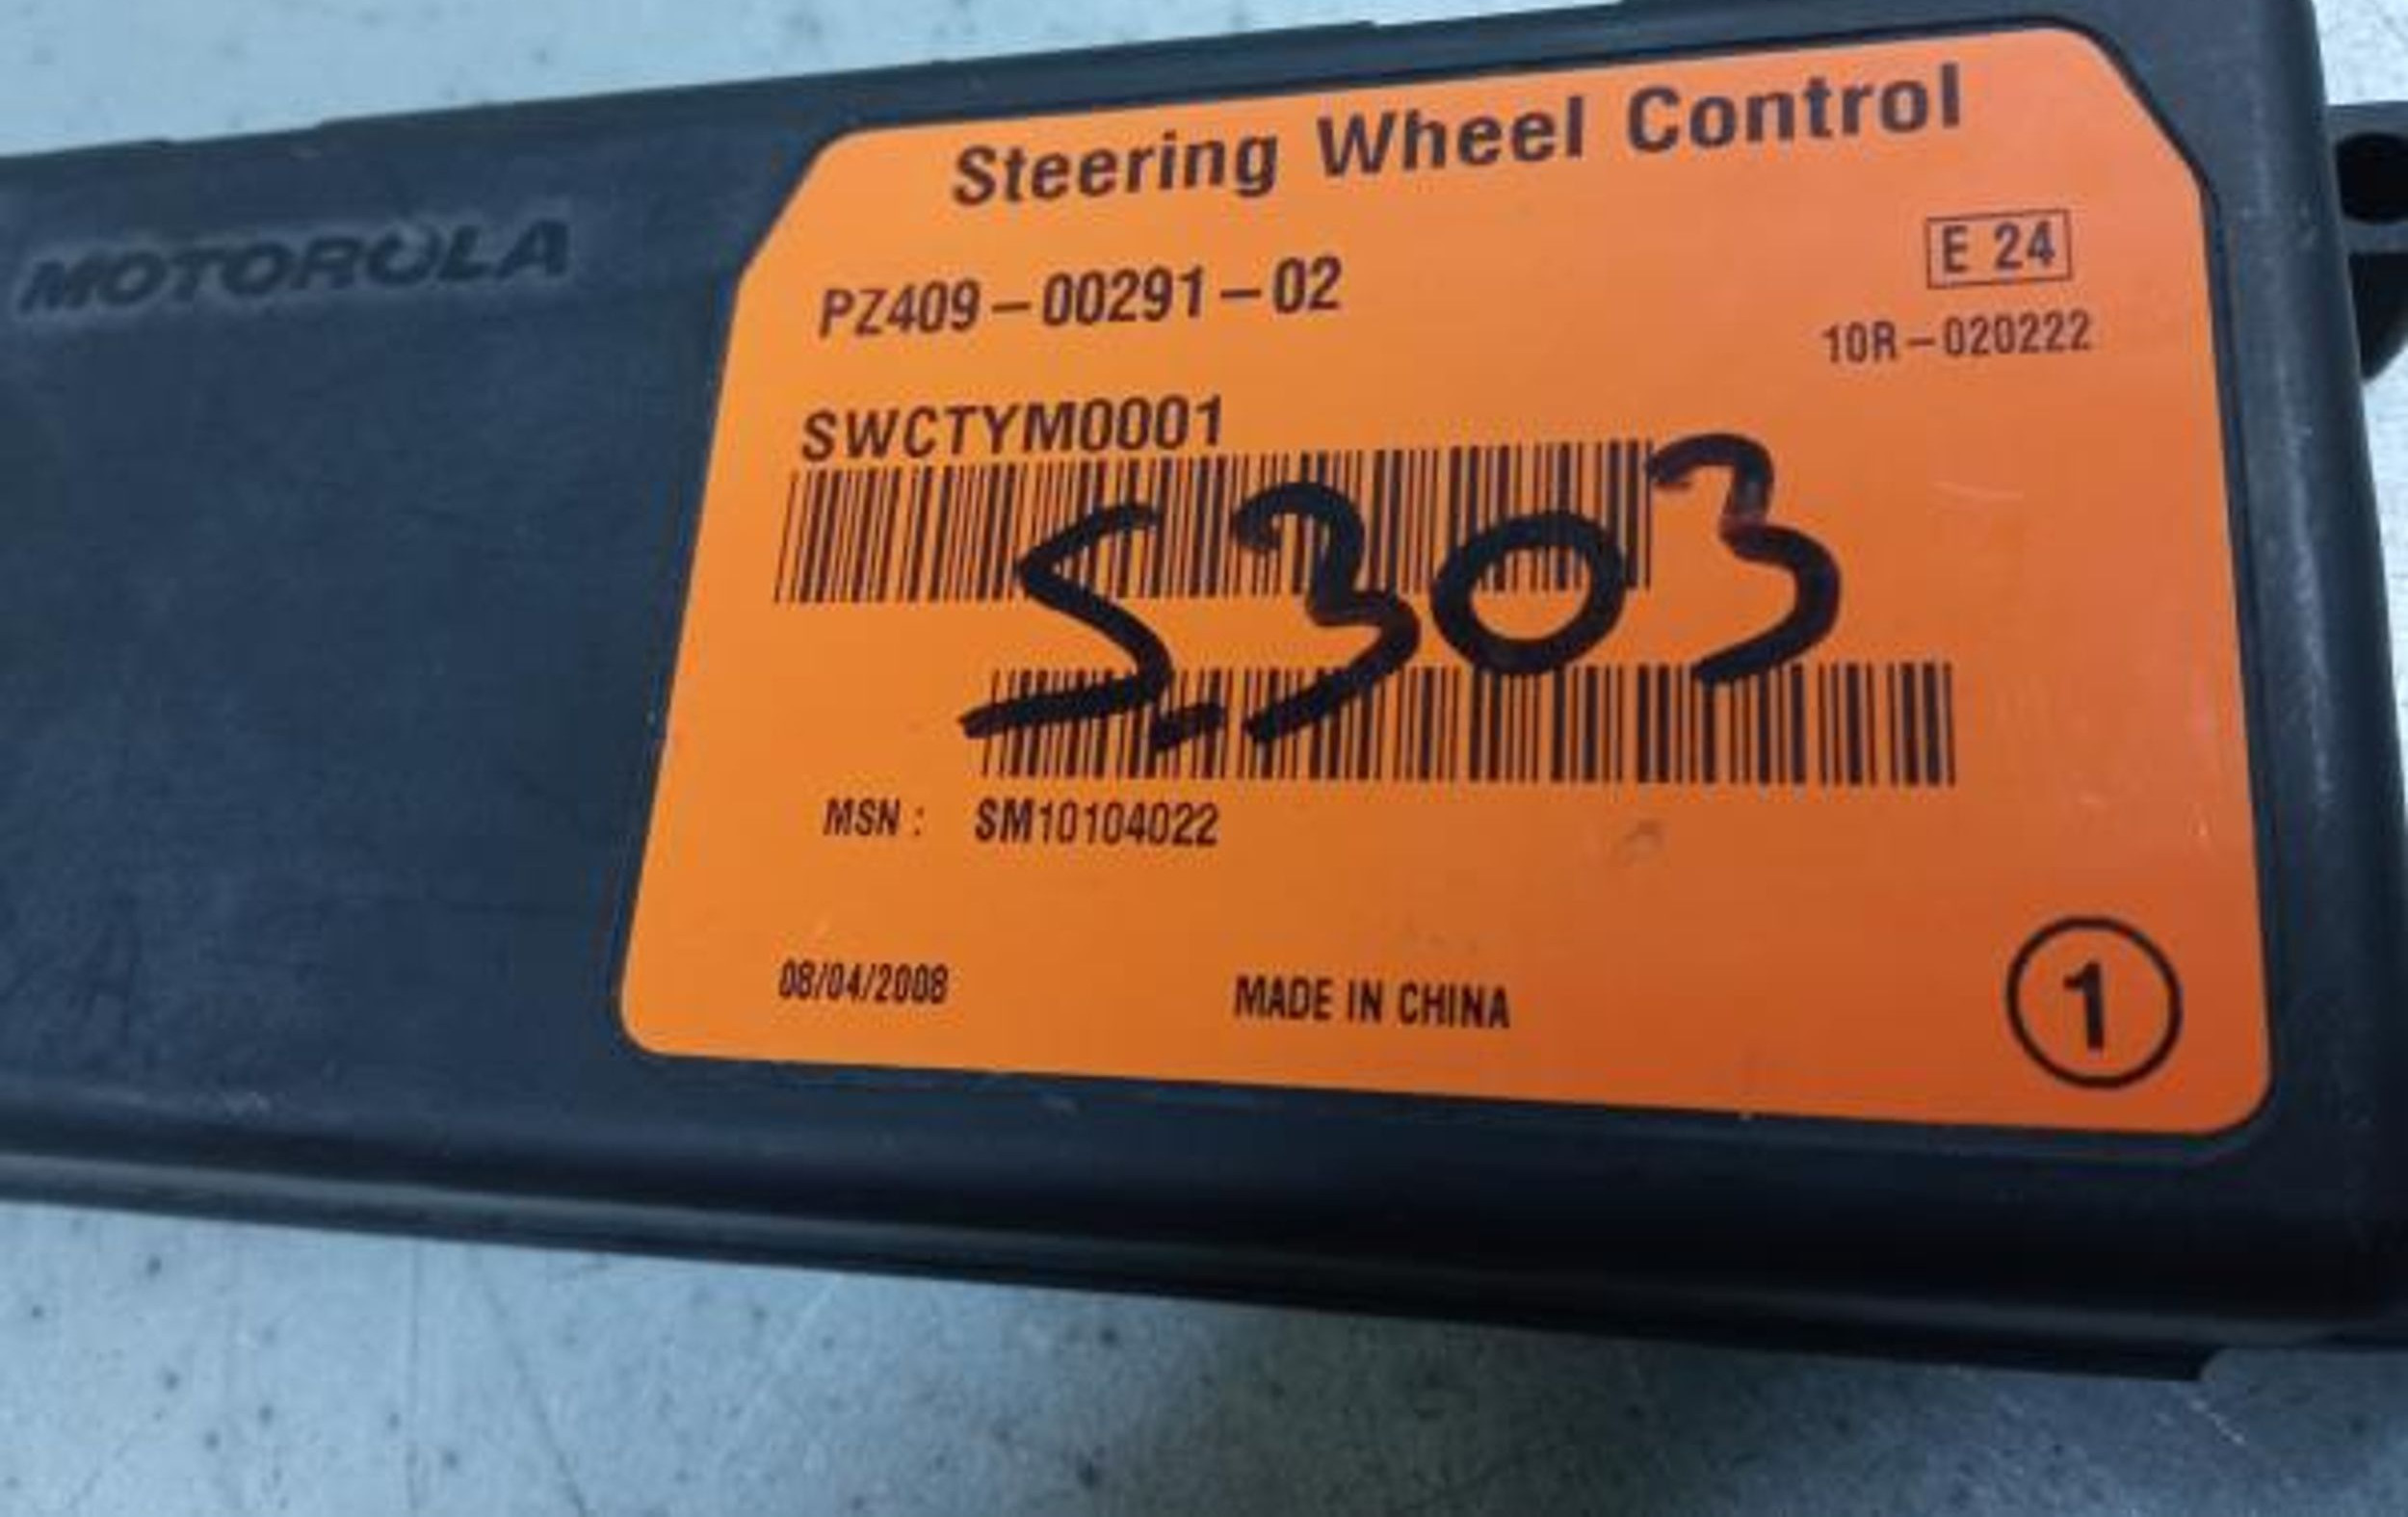 MOTOROLA
Steering Wheel Control
E 24
PZ409-00291-02
10R-020222
SWCTYM0001
S.303
MSN : SM10104022
08/04/2008
MADE IN CHINA
1